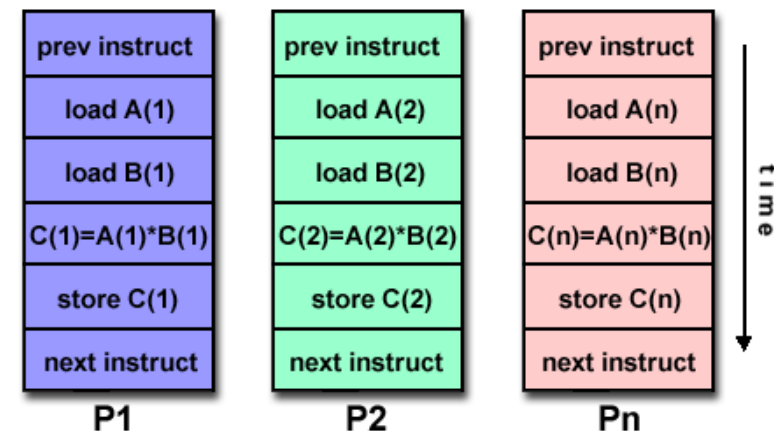 prev instruct
load A(1)
load B(1)
C(1)=A(1)*B(1)
store C(1)
next instruct
P1
prev instruct
load A(2)
load B(2)
C(2)=A(2)*B(2)
store C(2)
next instruct
P2
prev instruct
load A(n)
load B(n)
C(n)=A(n)*B(n)
store C(n)
next instruct
Pn
time